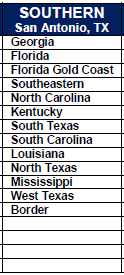 SOUTHERN
San Antonio, TX
Georgia
Florida
Florida Gold Coast
Southeastern
North Carolina
Kentucky
South Texas
South Carolina
Louisiana
North Texas
Mississippi
West Texas
Border